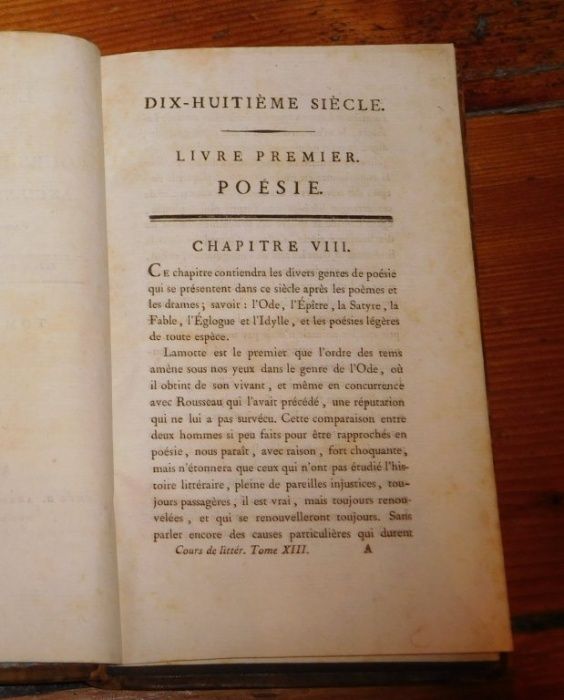 DIX-HUITIÈME SIÈCLE.
LIVRE PREMIER.
POÉSIE.
CHAPITRE VIII.
CE chapitre contiendra les divers genres de poésie
qui se présentent dans ce siècle après les poëmes et
les drames ; savoir : l'Ode, l'Épître, la Satyre, la
Fable, l'Églogue et l'Idylle, et les poésies légères
de toute espèce.
Lamotte est le premier que l'ordre des tems
amène sous nos yeux dans le genre de l'Ode, où
il obtint de son vivant, et même en concurrence
avec Rousseau qui l'avait précédé, une réputation
qui ne lui a pas survécu. Cette comparaison entre
deux hommes si peu faits pour être rapprochés en
poésie, nous paraît, avec raison, fort choquante,
mais n'étonnera que ceux qui n'ont pas étudié l'his-
toire littéraire, pleine de pareilles injustices, tou-
jours passagères, il est vrai, mais toujours renou-
velées, et qui se renouvelleront toujours. Sans
parler encore des causes particulières qui durent
Cours de littér. Tome XIII. A